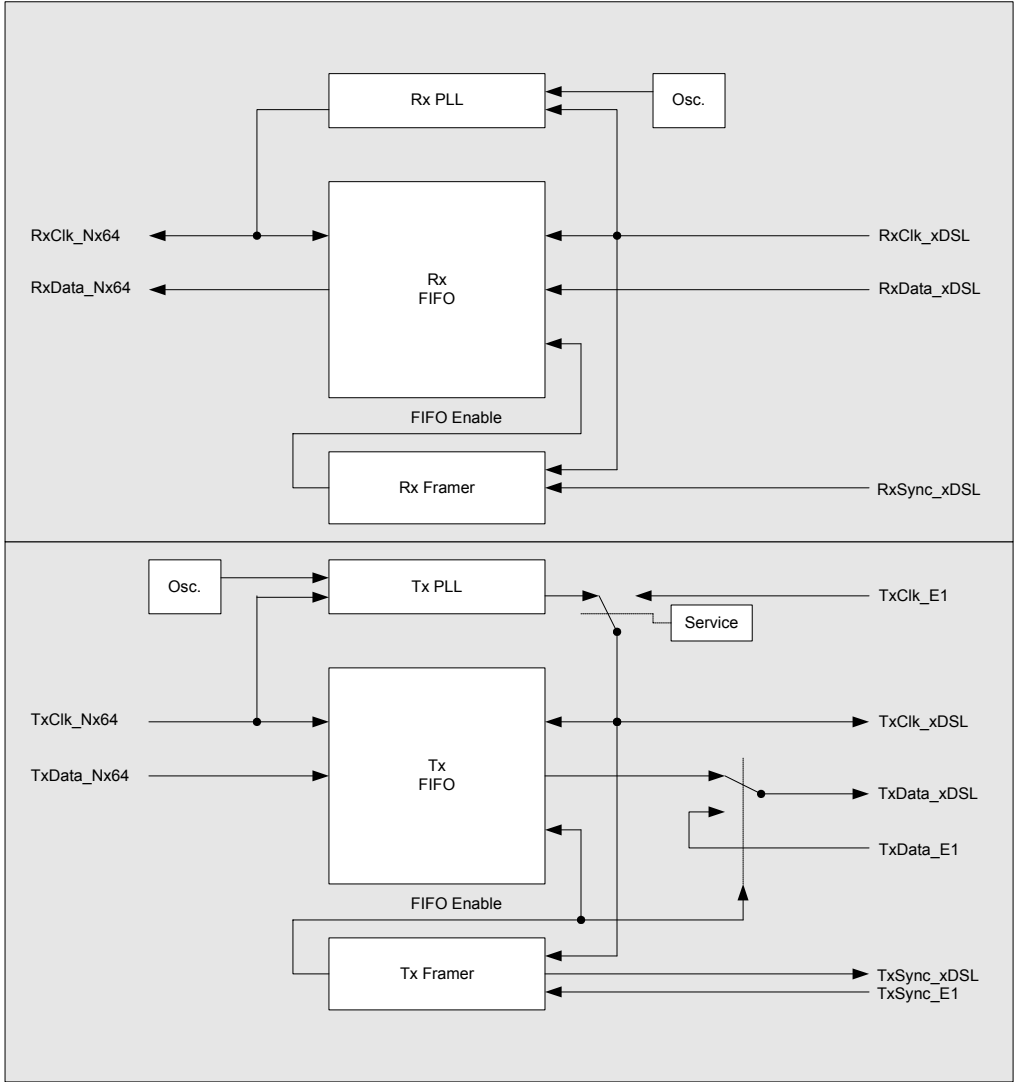 Rx PLL
Osc.
RxClk_Nx64
RxClk_xDSL
RxData_Nx64
Rx
FIFO
RxData_xDSL
FIFO Enable
Rx Framer
RxSync_xDSL
Osc.
Tx PLL
TxClk_E1
Service
TxClk_Nx64
TxClk_xDSL
TxData_Nx64
Tx
FIFO
TxData_xDSL
TxData_E1
FIFO Enable
Tx Framer
TxSync_xDSL
TxSync_E1